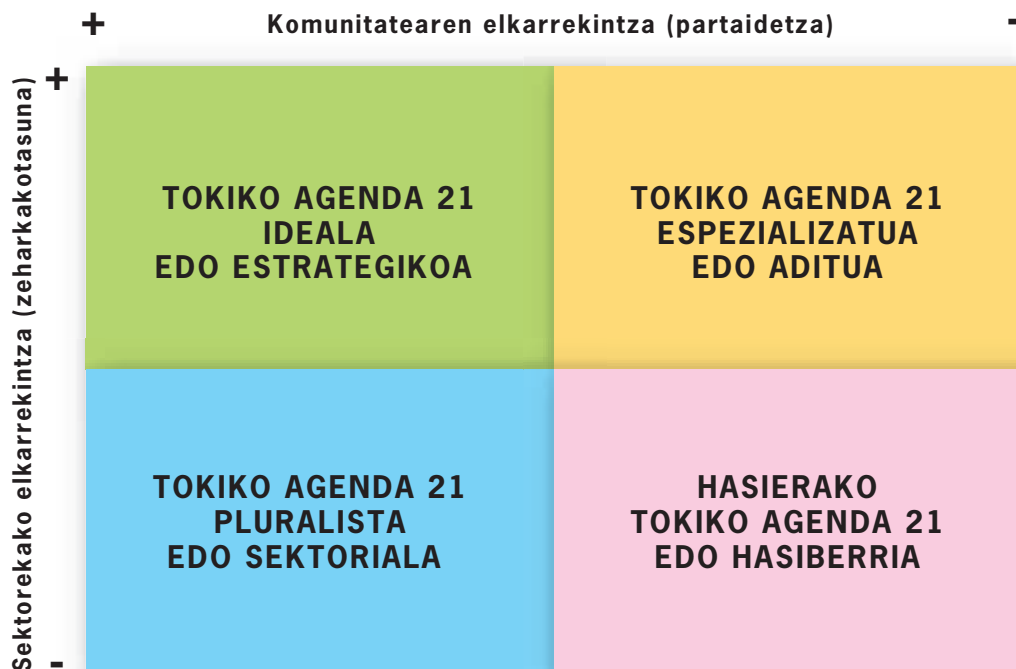 + Komunitatearen elkarrekintza (partaidetza) -
+
Sektorekako elkarrekintza (zeharkakotasuna)
TOKIKO AGENDA 21
IDEALA
EDO ESTRATEGIKOA
TOKIKO AGENDA 21
ESPEZIALIZATUA
EDO ADITUA
TOKIKO AGENDA 21
PLURALISTA
EDO SEKTORIALA
HASIERAKO
TOKIKO AGENDA 21
EDO HASIBERRIA
-